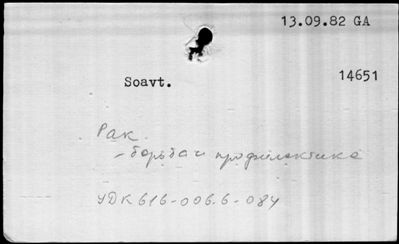 13.09.82 GA
Soavt.
14651
Рак.
- борьба и профилактика
УДК 616-006.6-084